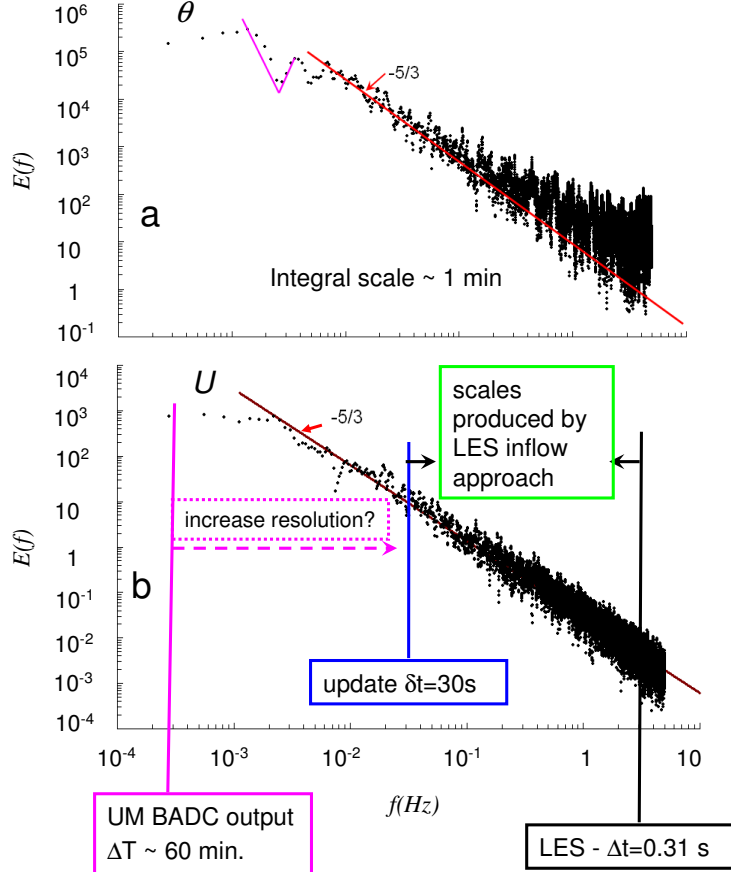 θ
10^6
10^5
10^4
10^3
10^2
10
1
10^-1
E(f)
-5/3
a
Integral scale ~ 1 min
U
10^4
10^3
10^2
10
1
10^-1
10^-2
10^-3
10^-4
E(f)
-5/3
scales
produced by
LES inflow
approach
increase resolution?
b
update δt=30s
10^-4
10^-3
10^-2
10^-1
1
10
f(Hz)
UM BADC output
ΔT ~ 60 min.
LES - Δt=0.31 s